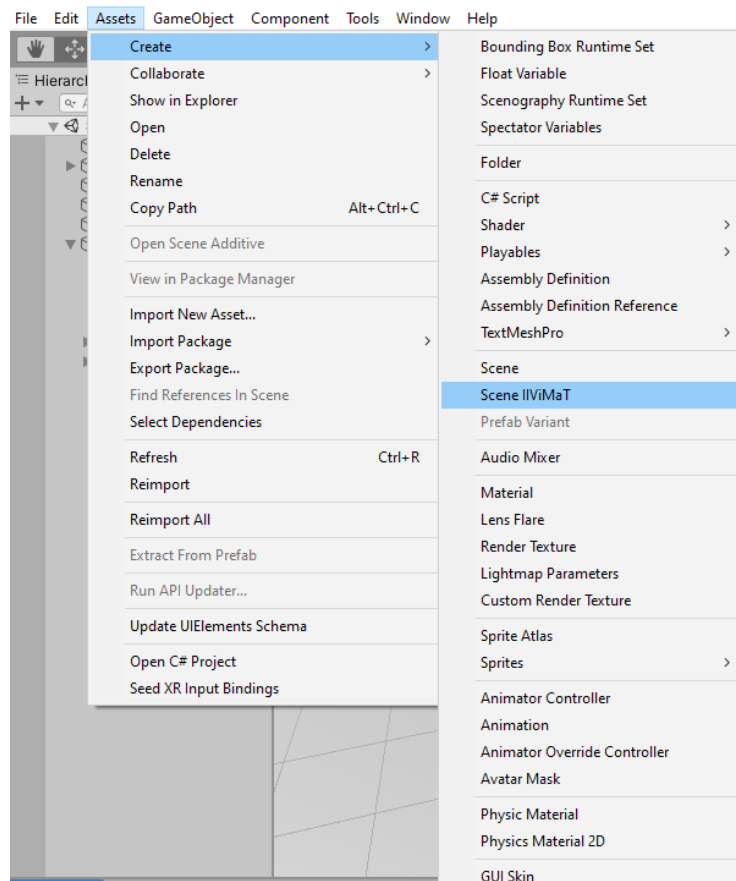 File Edit Assets GameObject Component Tools Window Help
Hierarc
Create
Collaborate
Show in Explorer
Open
Delete
Rename
Copy Path Alt+Ctrl+C
Open Scene Additive
View in Package Manager
Import New Asset...
Import Package
Export Package...
Find References In Scene
Select Dependencies
Refresh Ctrl+R
Reimport
Reimport All
Extract From Prefab
Run API Updater...
Update UIElements Schema
Open C# Project
Seed XR Input Bindings
Bounding Box Runtime Set
Float Variable
Scenography Runtime Set
Spectator Variables
Folder
C# Script
Shader
Playables
Assembly Definition
Assembly Definition Reference
TextMeshPro
Scene
Scene IIViMaT
Prefab Variant
Audio Mixer
Material
Lens Flare
Render Texture
Lightmap Parameters
Custom Render Texture
Sprite Atlas
Sprites
Animator Controller
Animation
Animator Override Controller
Avatar Mask
Physic Material
Physics Material 2D
GUI Skin